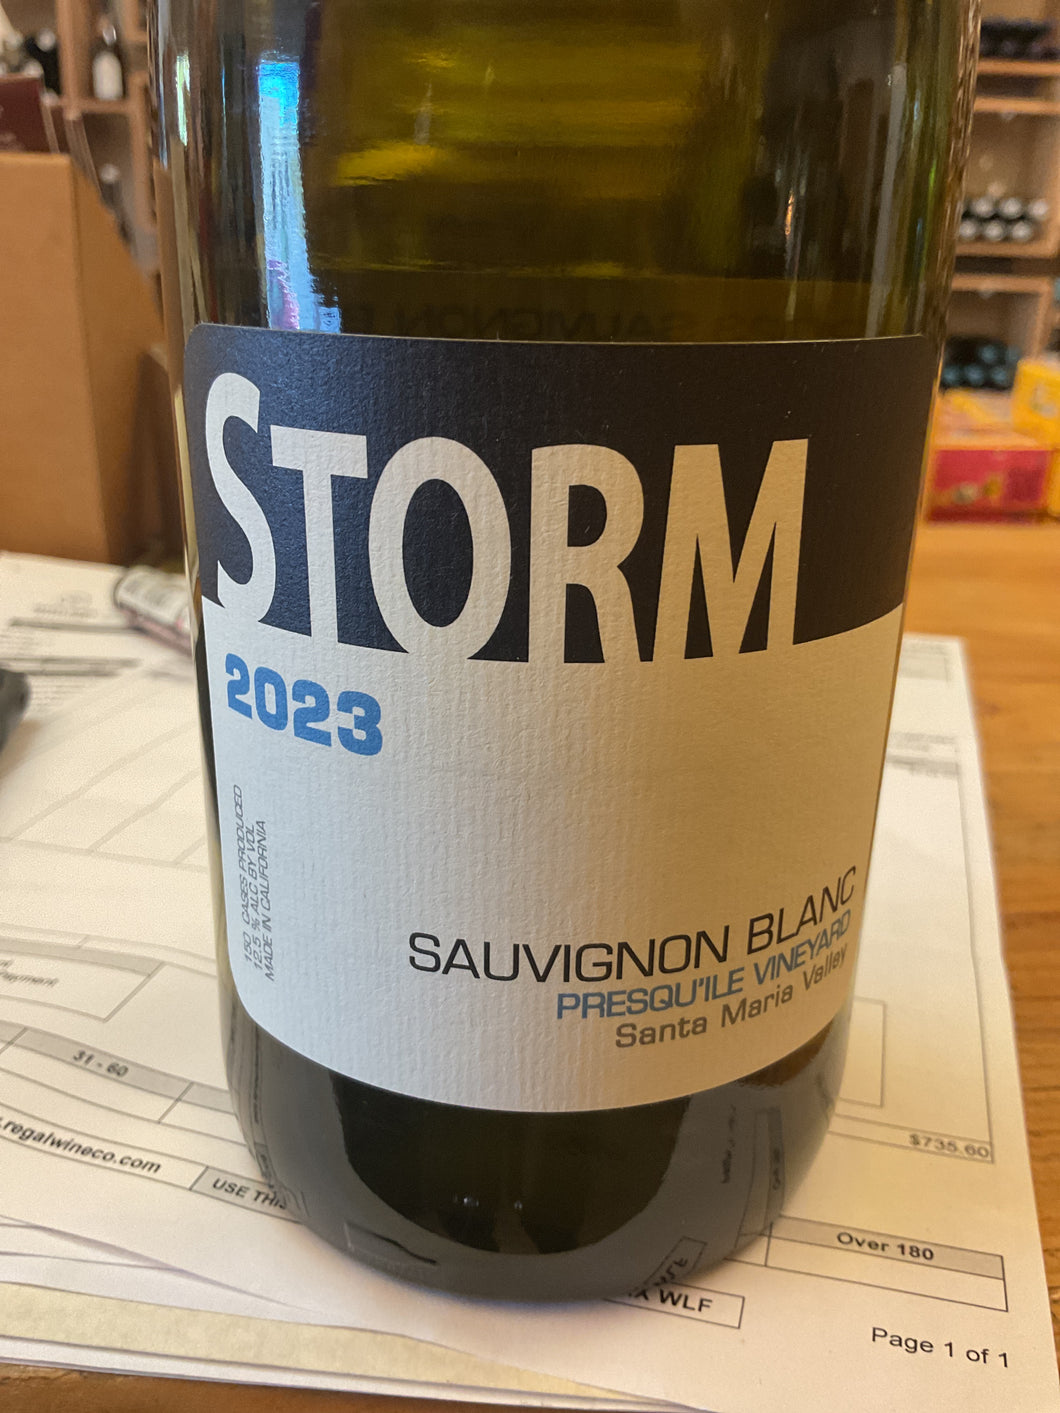 STORM
2023
150 CASES PRODUCED
12.5 % ALC BY VOL
MADE IN CALIFORNIA
SAUVIGNON BLANC
PRESQU'ILE VINEYARD
Santa Maria Valley
31 - 60
regalwineco.com
USE THIS
$735.60
Over 180
WLF
Page 1 of 1